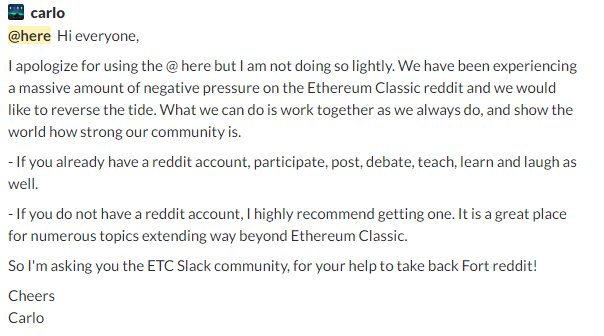 carlo
@here Hi everyone,
I apologize for using the @ here but I am not doing so lightly. We have been experiencing
a massive amount of negative pressure on the Ethereum Classic reddit and we would
like to reverse the tide. What we can do is work together as we always do, and show the
world how strong our community is.
- If you already have a reddit account, participate, post, debate, teach, learn and laugh as
well.
- If you do not have a reddit account, I highly recommend getting one. It is a great place
for numerous topics extending way beyond Ethereum Classic.
So I'm asking you the ETC Slack community, for your help to take back Fort reddit!
Cheers
Carlo